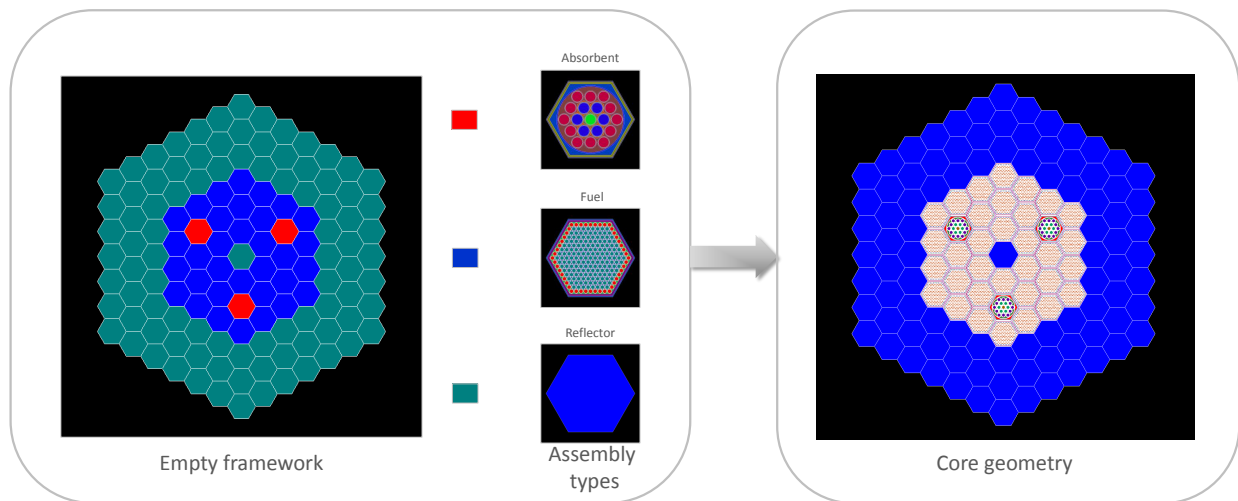 Absorbent
Fuel
Reflector
Empty framework
Assembly
types
Core geometry